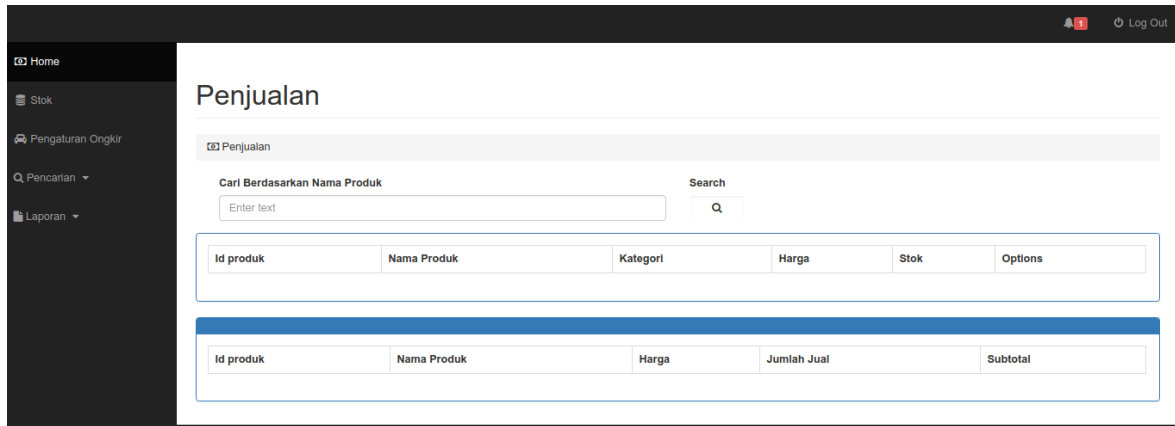 1 Log Out
Home
Stok
Pengaturan Ongkir
Pencarian
Laporan
Penjualan
Penjualan
Cari Berdasarkan Nama Produk Search
Enter text
Id produk Nama Produk Kategori Harga Stok Options
Id produk Nama Produk Harga Jumlah Jual Subtotal